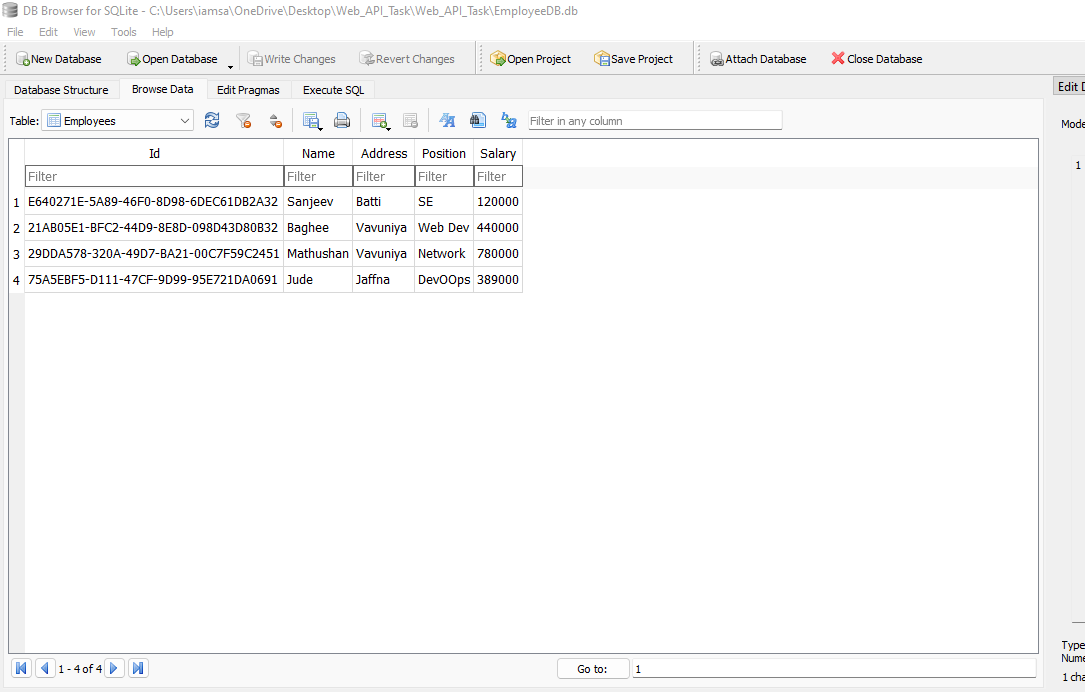 DB Browser for SQLite - C:\Users\iamsa\OneDrive\Desktop\Web_API_Task\Web_API_Task\EmployeeDB.db
File Edit View Tools Help
New Database Open Database Write Changes Revert Changes Open Project Save Project Attach Database Close Database
Database Structure Browse Data Edit Pragmas Execute SQL
Edit D
Table: Employees Filter in any column
Mode
Id Name Address Position Salary
1
Filter Filter Filter Filter Filter
1 E640271E-5A89-46F0-8D98-6DEC61DB2A32 Sanjeev Batti SE 120000
2 21AB05E1-BFC2-44D9-8E8D-098D43D80B32 Baghee Vavuniya Web Dev 440000
3 29DDA578-320A-49D7-BA21-00C7F59C2451 Mathushan Vavuniya Network 780000
4 75A5EBF5-D111-47CF-9D99-95E721DA0691 Jude Jaffna DevOOps 389000
Type
Nume
1 - 4 of 4 Go to: 1
1 cha